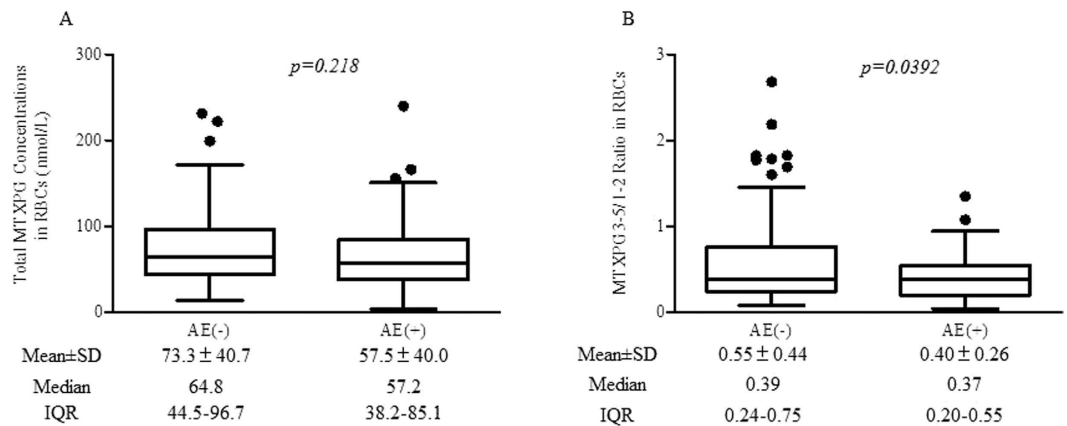 A
Total MTXPG Concentrations
in RBCs (nmol/L)
300
200
100
0
p=0.218
AE(-) AE(+)
Mean±SD 73.3±40.7 57.5±40.0
Median 64.8 57.2
IQR 44.5-96.7 38.2-85.1
B
MTXPG3-5/1-2 Ratio in RBCs
3
2
1
0
p=0.0392
AE(-) AE(+)
Mean±SD 0.55±0.44 0.40±0.26
Median 0.39 0.37
IQR 0.24-0.75 0.20-0.55